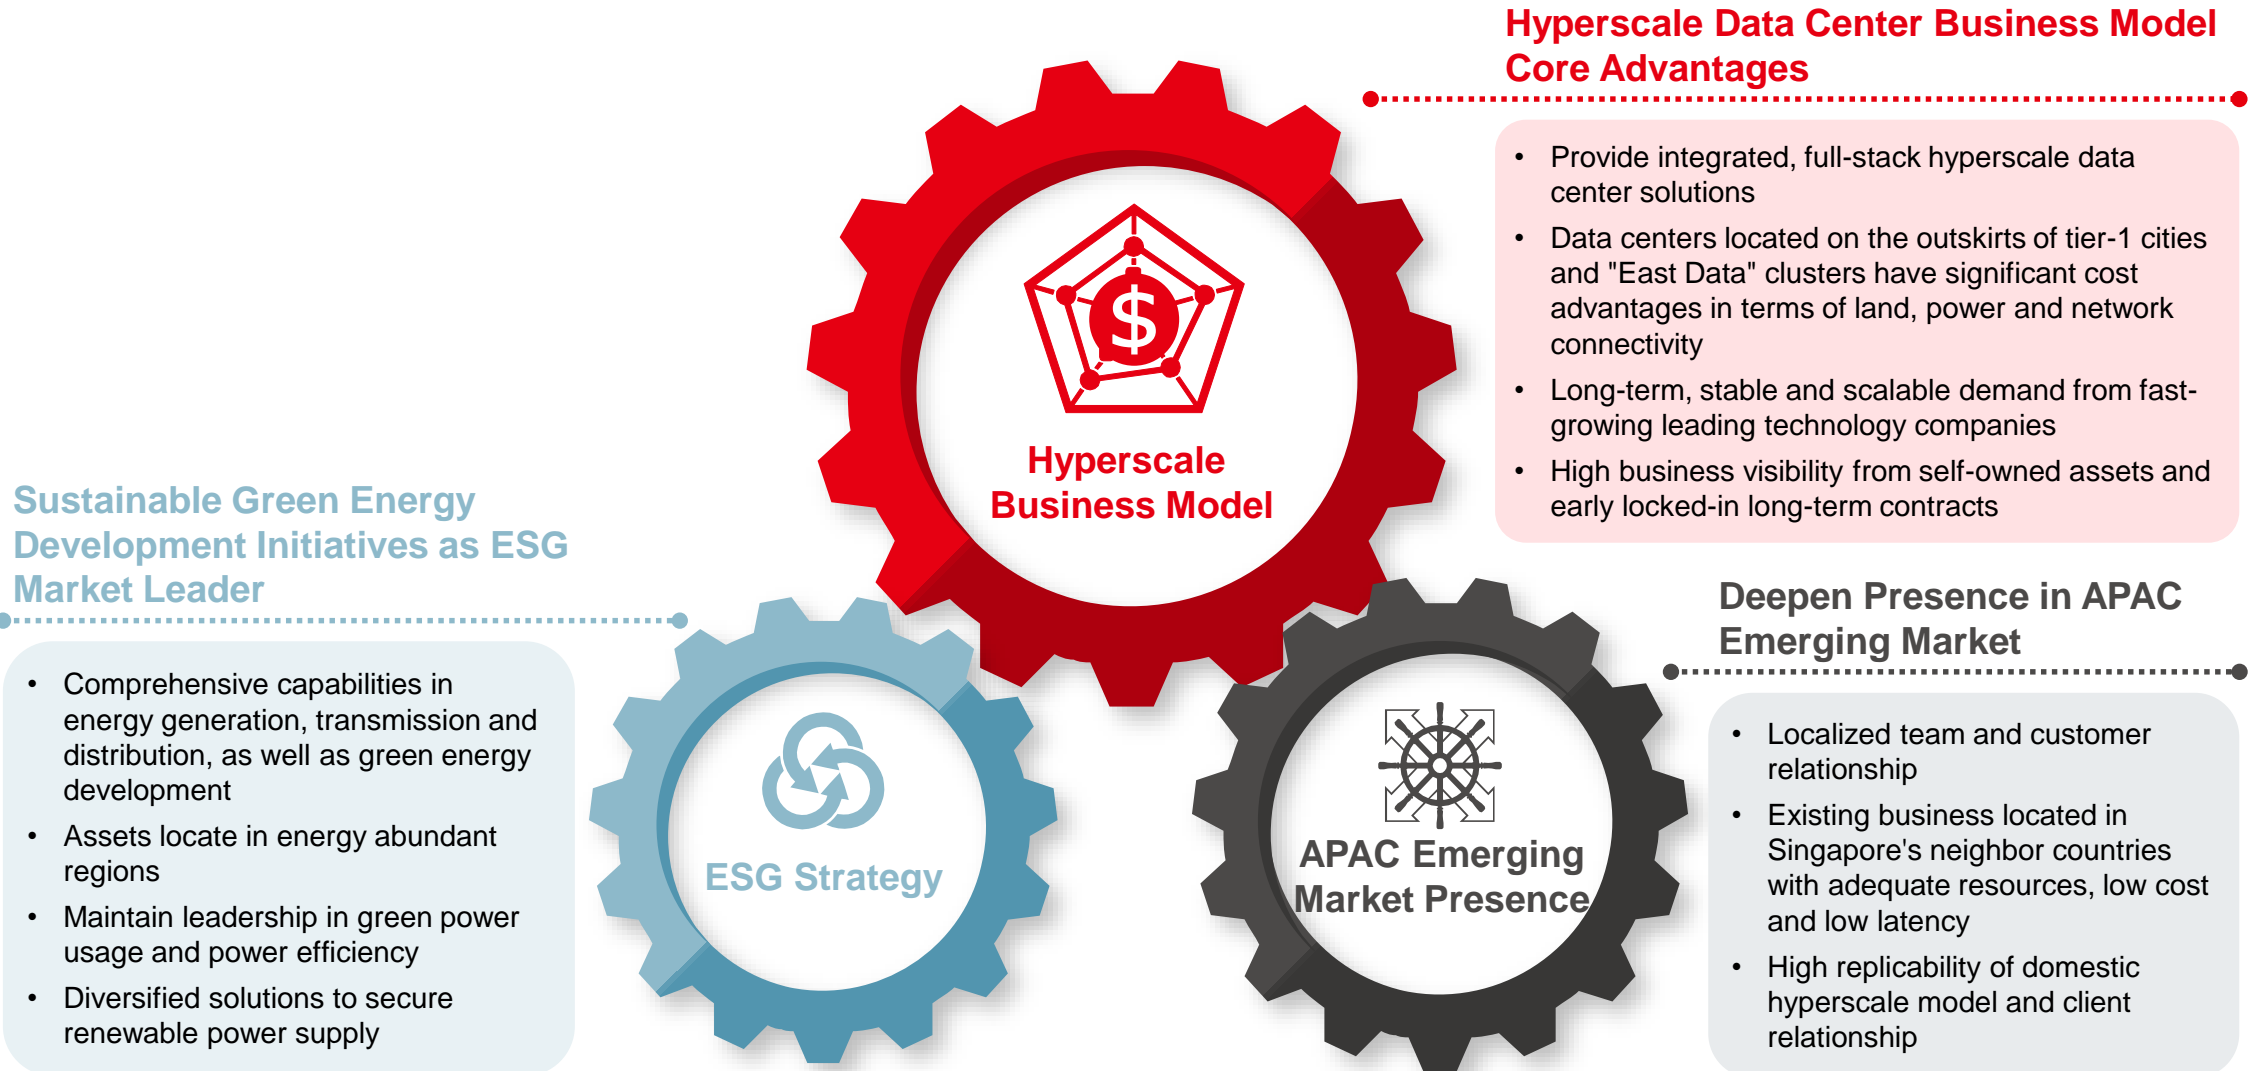 Hyperscale Data Center Business Model
Core Advantages
• Provide integrated, full-stack hyperscale data
center solutions
• Data centers located on the outskirts of tier-1 cities
and "East Data" clusters have significant cost
advantages in terms of land, power and network
connectivity
• Long-term, stable and scalable demand from fast-
growing leading technology companies
• High business visibility from self-owned assets and
early locked-in long-term contracts
$
Hyperscale
Business Model
Sustainable Green Energy
Development Initiatives as ESG
Market Leader
• Comprehensive capabilities in
energy generation, transmission and
distribution, as well as green energy
development
• Assets locate in energy abundant
regions
• Maintain leadership in green power
usage and power efficiency
• Diversified solutions to secure
renewable power supply
ESG Strategy
APAC Emerging
Market Presence
Deepen Presence in APAC
Emerging Market
• Localized team and customer
relationship
• Existing business located in
Singapore's neighbor countries
with adequate resources, low cost
and low latency
• High replicability of domestic
hyperscale model and client
relationship